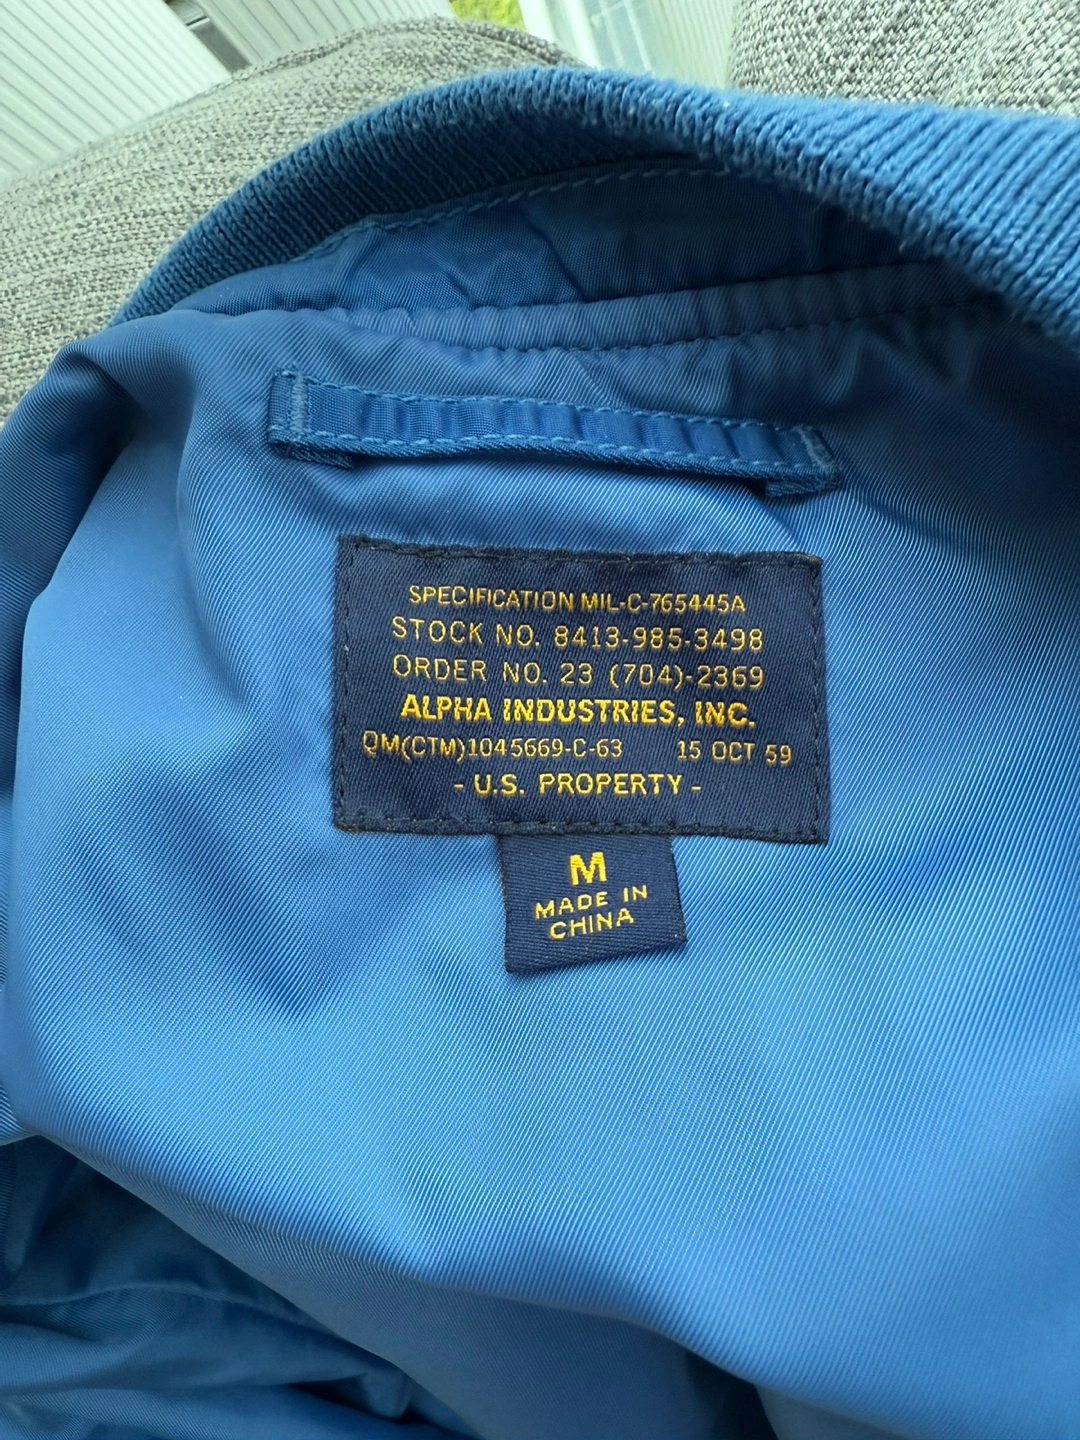 SPECIFICATION MIL-C-765445A
STOCK NO. 8413-985-3498
ORDER NO. 23 (704)-2369
ALPHA INDUSTRIES, INC.
QM(CTM)1045669-C-63 15 OCT 59
- U.S. PROPERTY -
M
MADE IN
CHINA